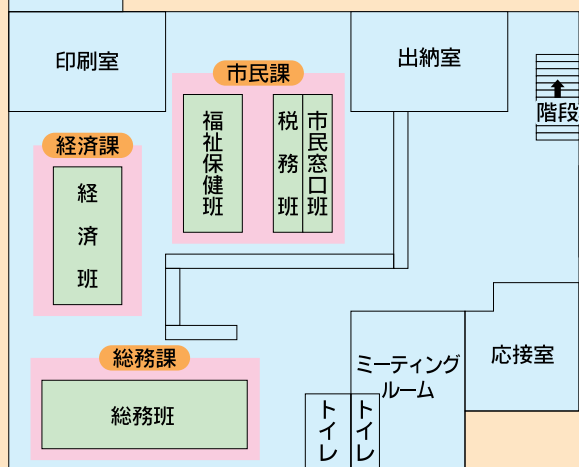 印刷室
市民課
出納室
階段
福祉保健班
税務班
市民窓口班
経済課
経済班
総務課
総務班
ミーティング
ルーム
応接室
トイレ
トイレ